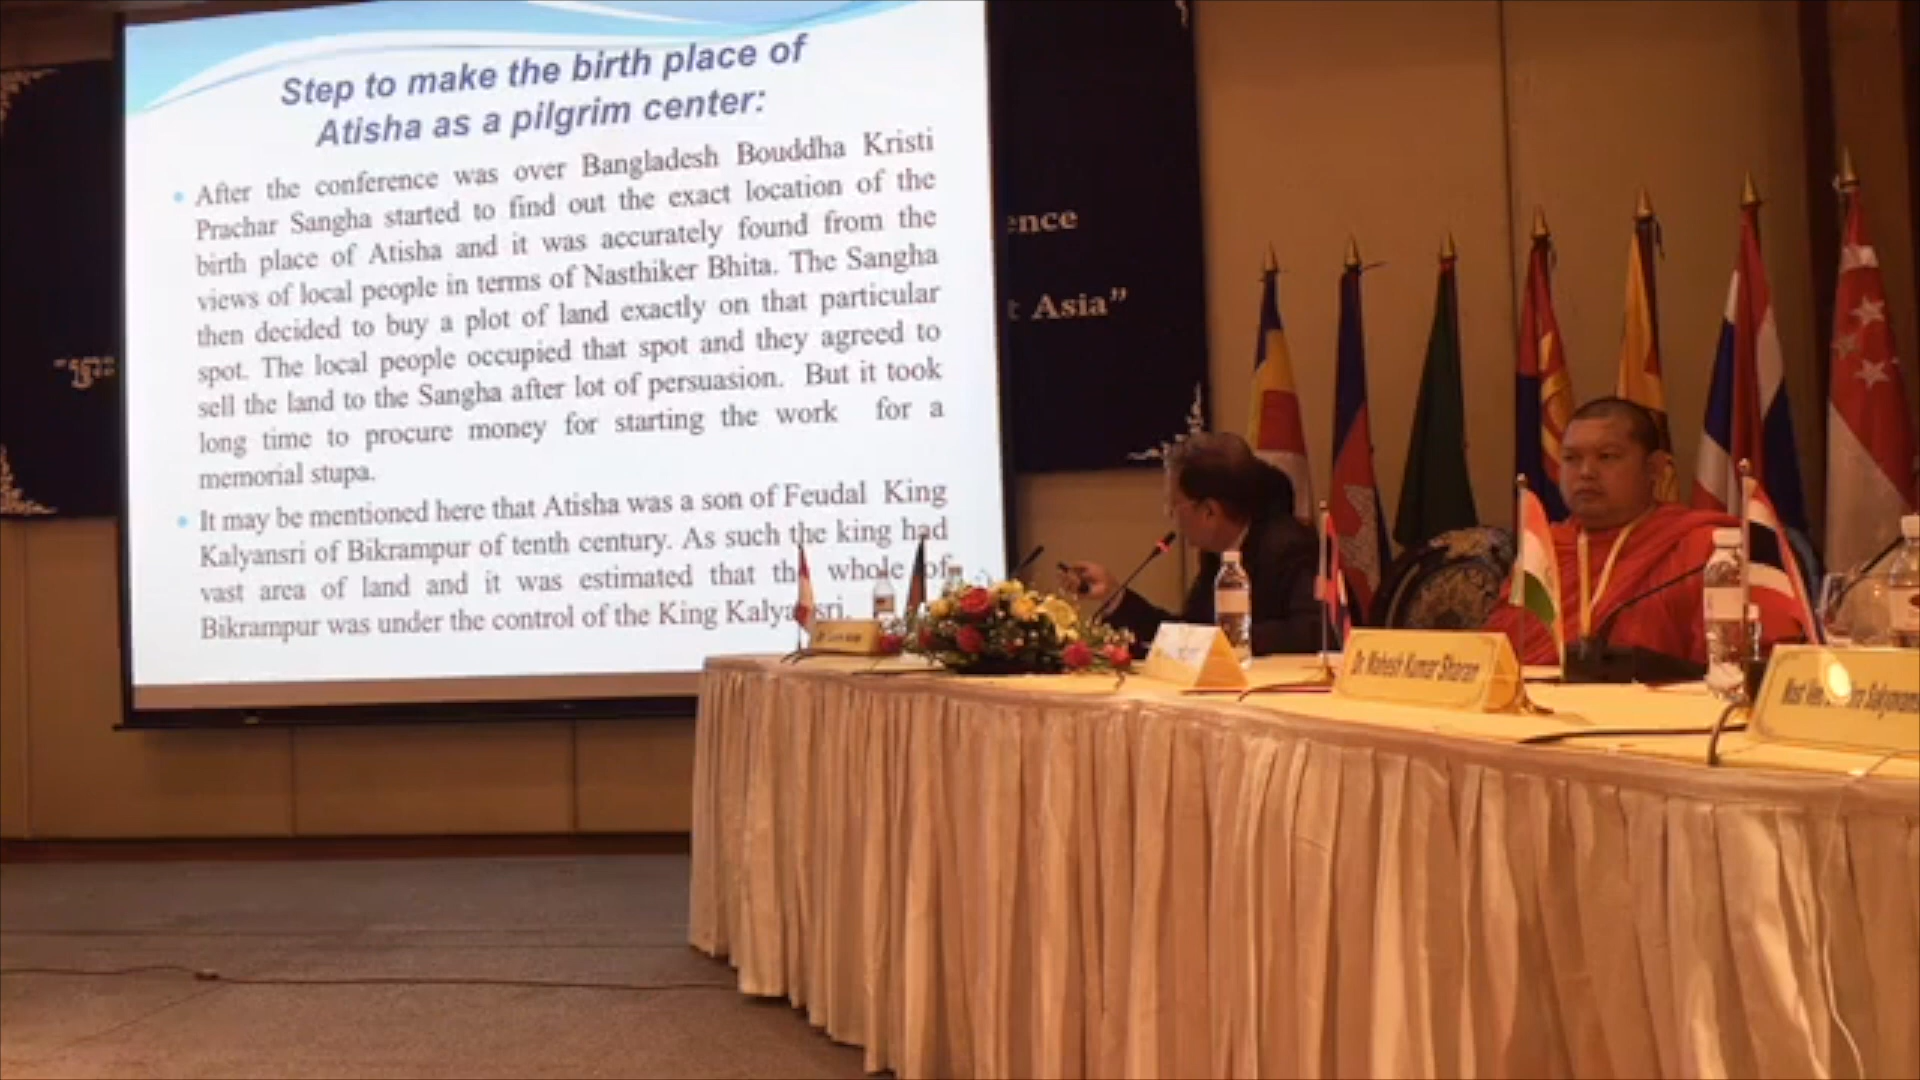 Step to make the birth place of
Atisha as a pilgrim center:
After the conference was over Bangladesh Bouddha Kristi
Prachar Sangha started to find out the exact location of the
birth place of Atisha and it was accurately found from the
views of local people in terms of Nasthiker Bhita. The Sangha
then decided to buy a plot of land exactly on that particular
spot. The local people occupied that spot and they agreed to
sell the land to the Sangha after lot of persuasion. But it took
long time to procure money for starting the work for a
memorial stupa.
It may be mentioned here that Atisha was a son of Feudal King
Kalyansri of Bikrampur of tenth century. As such the king had
vast area of land and it was estimated that the whole of
Bikrampur was under the control of the King Kalyansri.
Asia”
Dr. Mahesh Kumar Sharan
Most Ven.